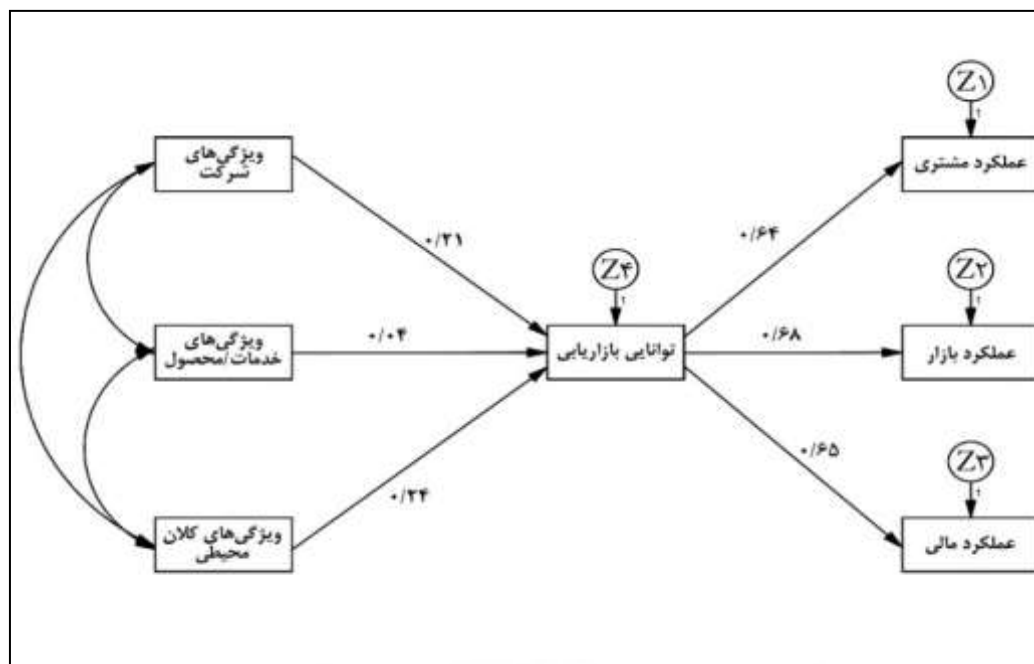 Z۱
۱
ویژگی‌های
شرکت
عملکرد مشتری
۰/۲۱
۰/۶۴
Z۴
۱
Z۲
۱
ویژگی‌های
خدمات/محصول
۰/۰۴
توانایی بازاریابی
۰/۶۸
عملکرد بازار
۰/۲۴
۰/۶۵
Z۳
۱
ویژگی‌های کلان
محیطی
عملکرد مالی